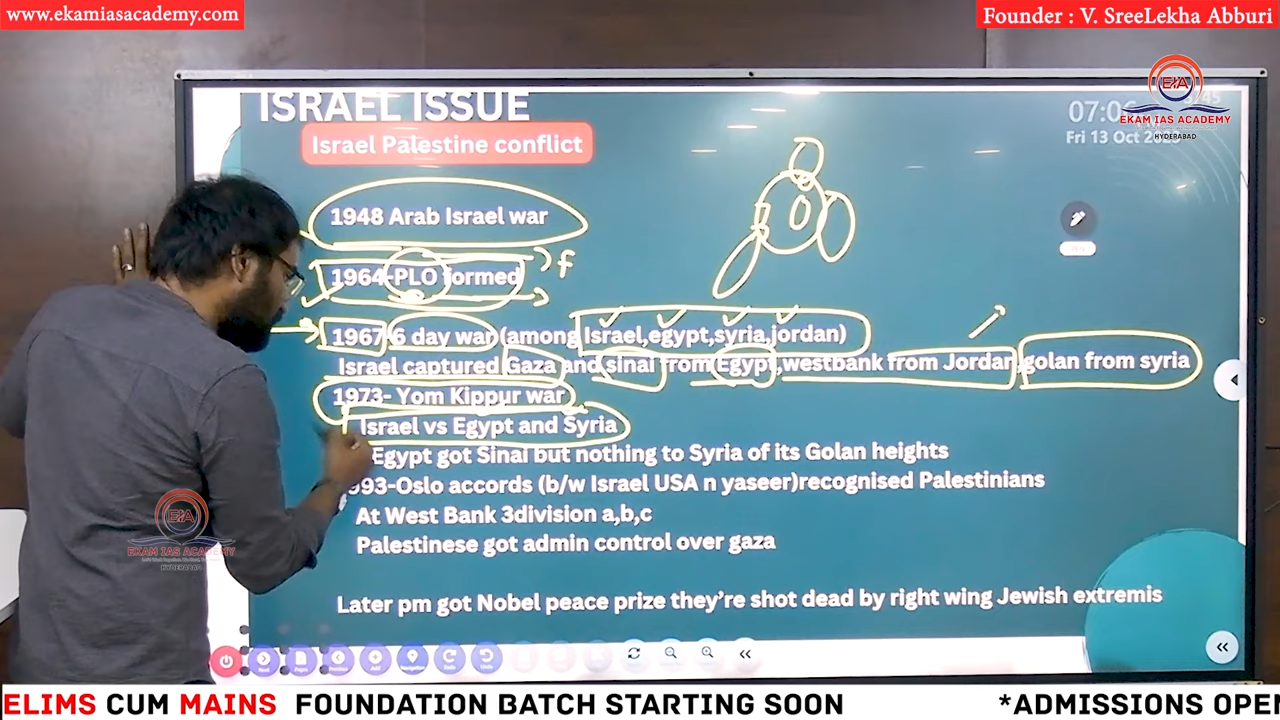 www.ekamiasacademy.com
Founder : V. SreeLekha Abburi
ISRAEL ISSUE
Israel Palestine conflict
EKAM IAS ACADEMY
HYDERABAD
Fri 13 Oct
1948 Arab Israel war
1964-PLO formed
1967 6 day war (among Israel,egypt,syria,jordan)
Israel captured Gaza and sinai from Egypt,westbank from Jordan,golan from syria
1973- Yom Kippur war
Israel vs Egypt and Syria
Egypt got Sinai but nothing to Syria of its Golan heights
993-Oslo accords (b/w Israel USA n yaseer)recognised Palestinians
At West Bank 3division a,b,c
Palestinese got admin control over gaza
Later pm got Nobel peace prize they're shot dead by right wing Jewish extremis
EKAM IAS ACADEMY
HYDERABAD
ELIMS CUM MAINS FOUNDATION BATCH STARTING SOON *ADMISSIONS OPE